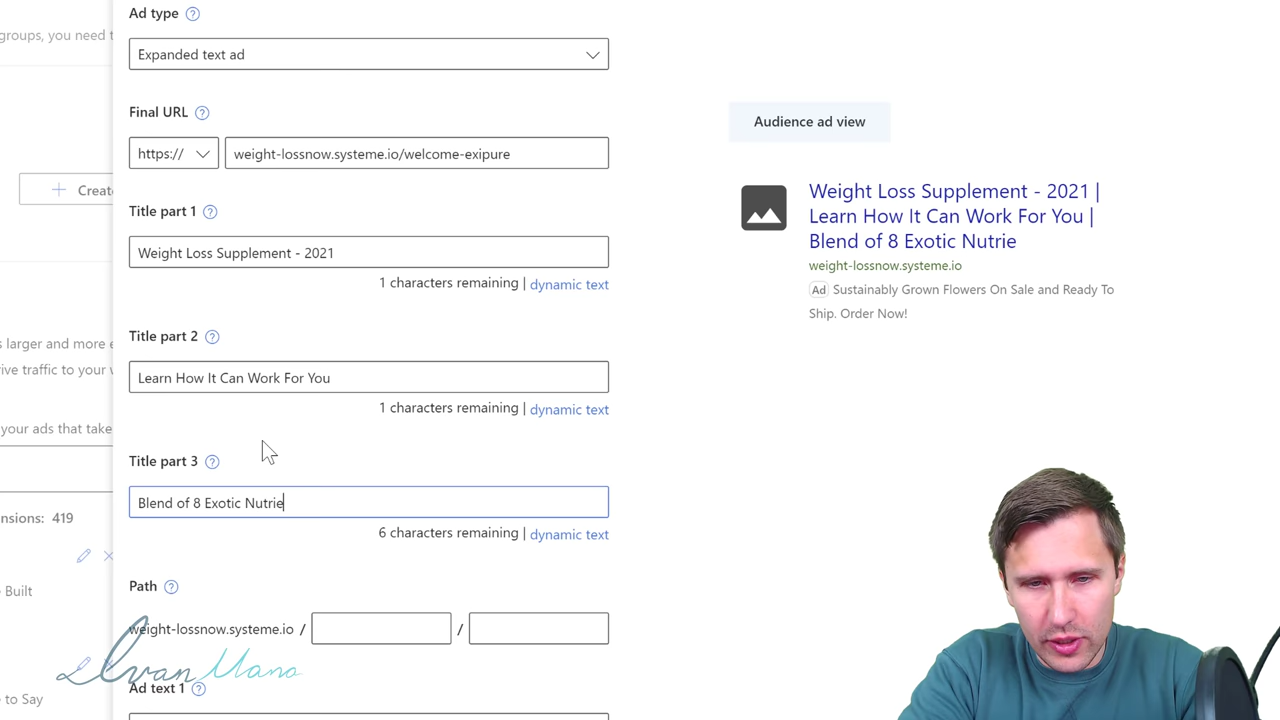 Ad type
groups, you need t
Expanded text ad
Final URL
https://
weight-lossnow.systeme.io/welcome-exipure
Audience ad view
Create
Title part 1
Weight Loss Supplement - 2021
1 characters remaining | dynamic text
Weight Loss Supplement - 2021 |
Learn How It Can Work For You |
Blend of 8 Exotic Nutrie
weight-lossnow.systeme.io
Ad Sustainably Grown Flowers On Sale and Ready To
Ship. Order Now!
Title part 2
s larger and more e
ive traffic to your w
Learn How It Can Work For You
1 characters remaining | dynamic text
your ads that take
Title part 3
Blend of 8 Exotic Nutrie
nsions: 419
6 characters remaining | dynamic text
Path
Built
weight-lossnow.systeme.io / /
Ivan Mana
Ad text 1
e to Say